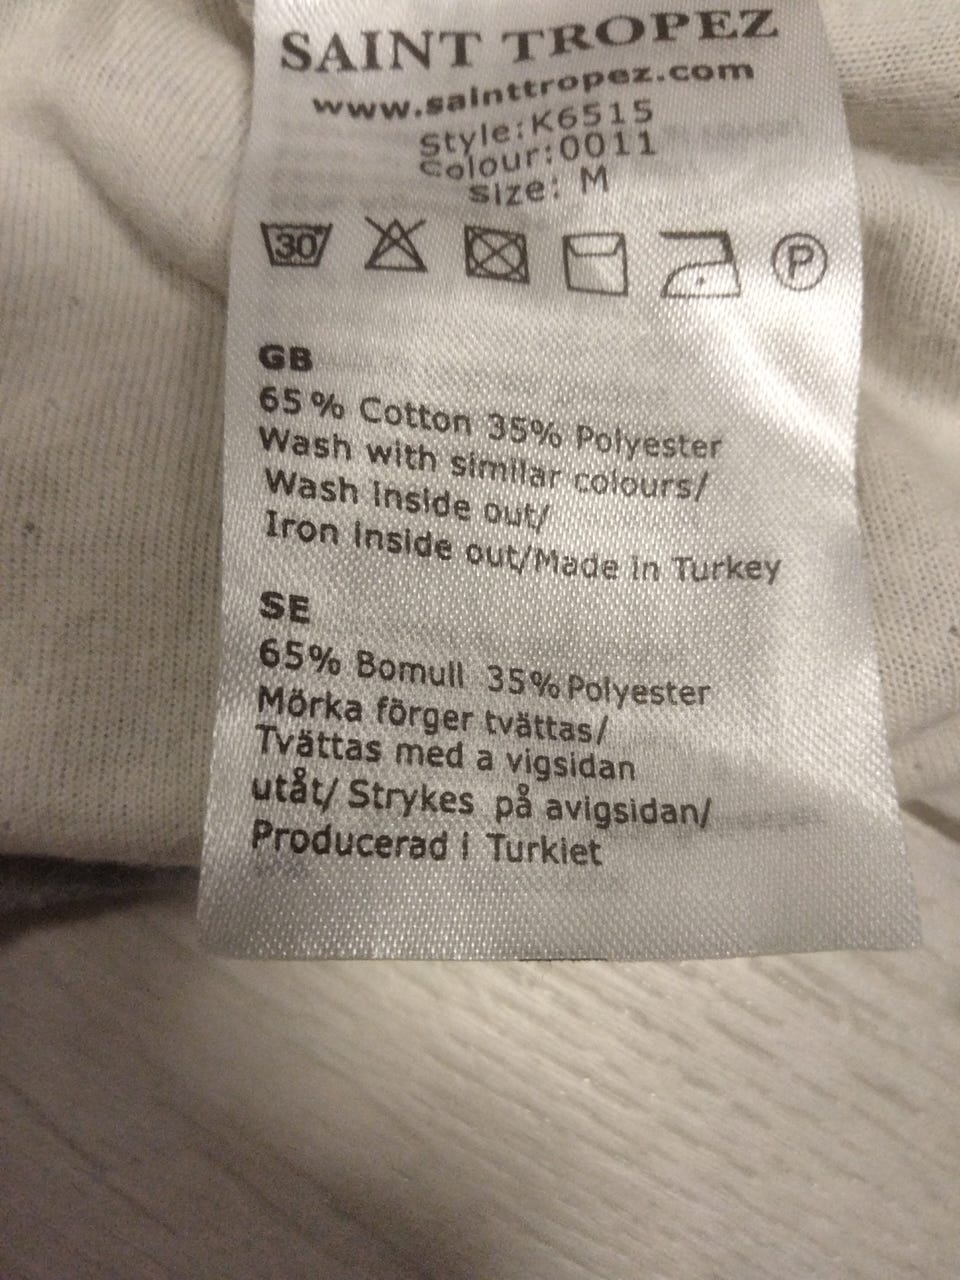 SAINT TROPEZ
www.sainttropez.com
Style:K6515
Colour:0011
Size: M
30 P
GB
65 % Cotton 35% Polyester
Wash with similar colours/
Wash inside out/
Iron inside out/Made in Turkey
SE
65% Bomull 35% Polyester
Mörka förger tvättas/
Tvättas med a vigsidan
utåt/ Strykes på avigsidan/
Producerad i Turkiet